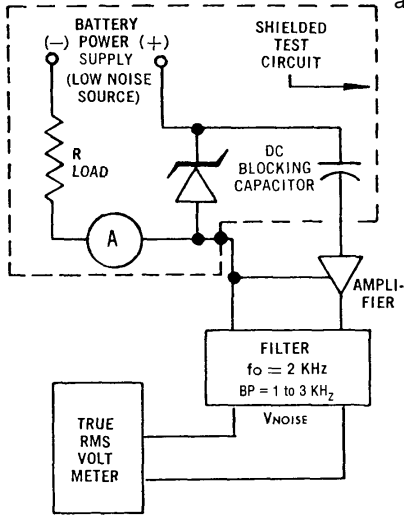 a
BATTERY
(—) POWER (+)
SUPPLY
(LOW NOISE
SOURCE)
SHIELDED
TEST
CIRCUIT
R
LOAD
DC
BLOCKING
CAPACITOR
A
AMPLI-
FIER
FILTER
fo = 2 KHz
BP = 1 to 3 KHz
VNOISE
TRUE
RMS
VOLT
METER